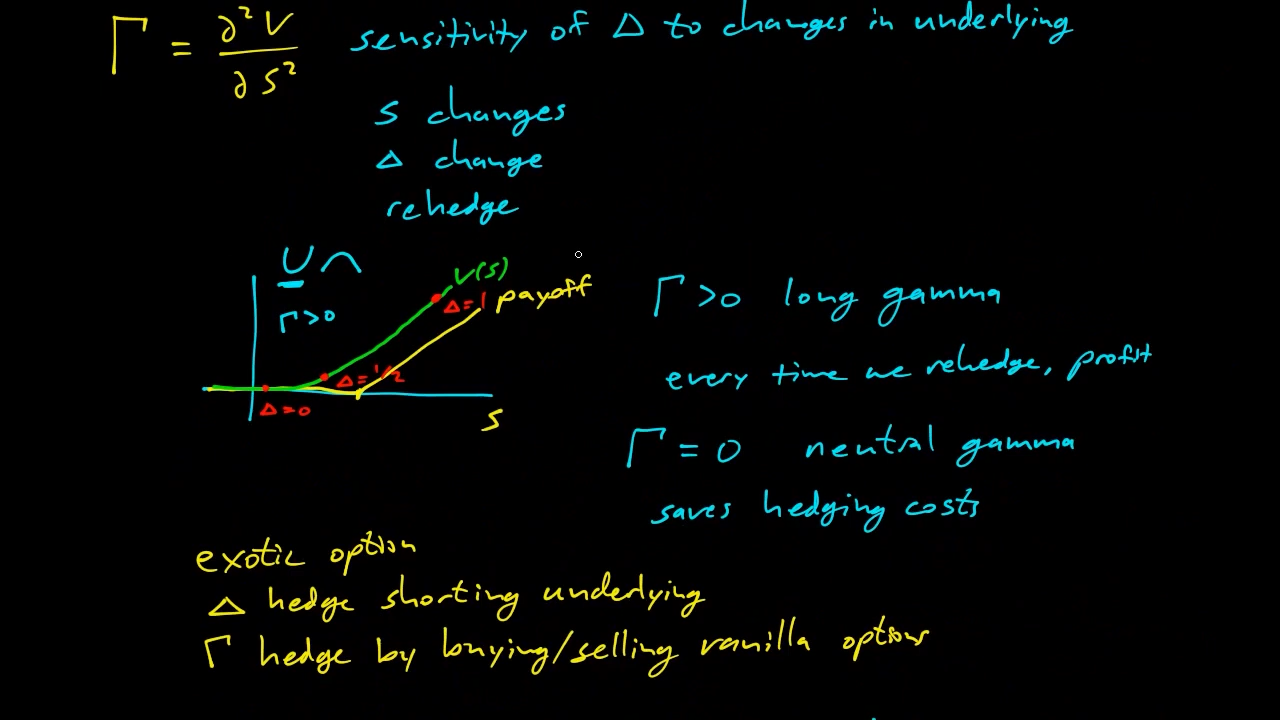 Γ = ∂²V/∂S² sensitivity of Δ to changes in underlying
S changes
Δ change
rehedge
∪ ∩
Γ>0
V(S)
payoff
Δ=1
Δ=1/2
Δ=0
S
Γ>0 long gamma
every time we rehedge, profit
Γ=0 neutral gamma
saves hedging costs
exotic option
Δ hedge shorting underlying
Γ hedge by buying/selling vanilla options